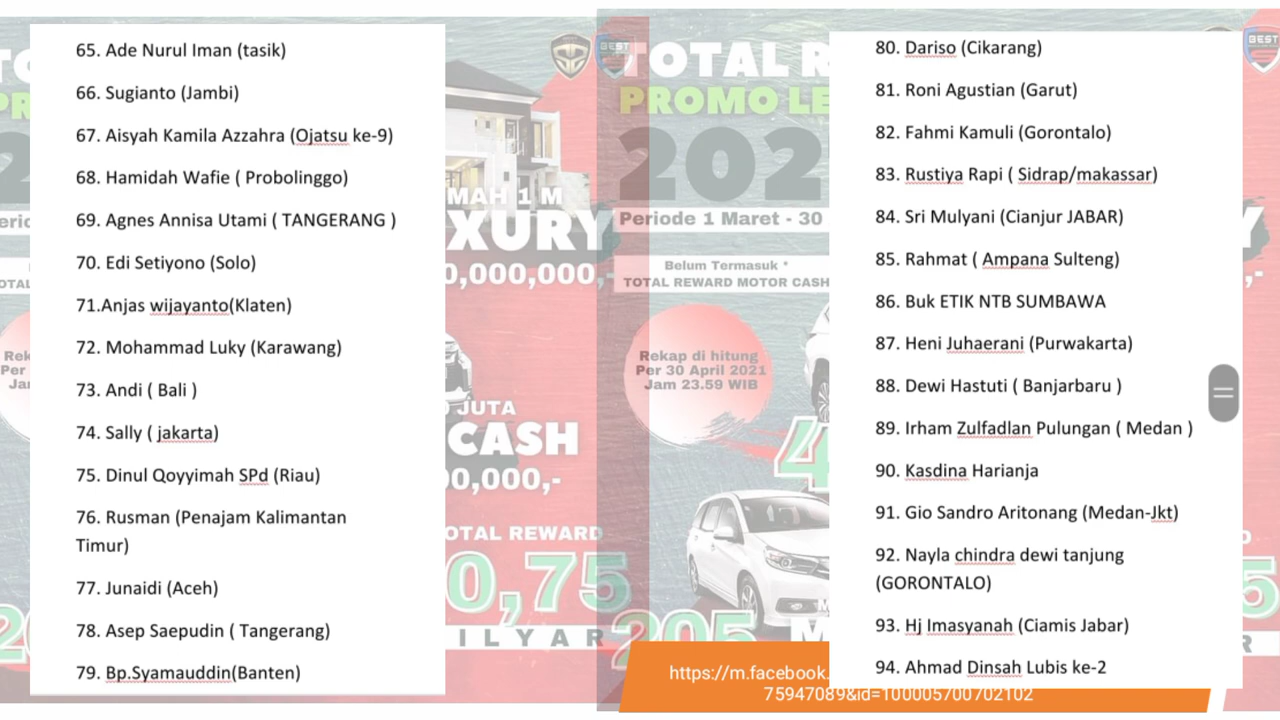 65. Ade Nurul Iman (tasik)
66. Sugianto (Jambi)
67. Aisyah Kamila Azzahra (Ojatsu ke-9)
68. Hamidah Wafie ( Probolinggo)
69. Agnes Annisa Utami ( TANGERANG )
70. Edi Setiyono (Solo)
71.Anjas wijayanto(Klaten)
72. Mohammad Luky (Karawang)
73. Andi ( Bali )
74. Sally ( jakarta)
75. Dinul Qoyyimah SPd (Riau)
76. Rusman (Penajam Kalimantan
Timur)
77. Junaidi (Aceh)
78. Asep Saepudin ( Tangerang)
79. Bp.Syamauddin(Banten)
MAH 1 M
XURY
0,000,000,-
JUTA
CASH
00,000,-
OTAL REWARD
0,75
ILYAR
BEST
TOTAL R
PROMO LE
202
Periode 1 Maret - 30
Belum Termasuk *
TOTAL REWARD MOTOR CASH
Rekap di hitung
Per 30 April 2021
Jam 23.59 WIB
4
205
M
https://m.facebook.
75947089&id=100005700702102
80. Dariso (Cikarang)
81. Roni Agustian (Garut)
82. Fahmi Kamuli (Gorontalo)
83. Rustiya Rapi ( Sidrap/makassar)
84. Sri Mulyani (Cianjur JABAR)
85. Rahmat ( Ampana Sulteng)
86. Buk ETIK NTB SUMBAWA
87. Heni Juhaerani (Purwakarta)
88. Dewi Hastuti ( Banjarbaru )
89. Irham Zulfadlan Pulungan ( Medan )
90. Kasdina Harianja
91. Gio Sandro Aritonang (Medan-Jkt)
92. Nayla chindra dewi tanjung
(GORONTALO)
93. Hj Imasyanah (Ciamis Jabar)
94. Ahmad Dinsah Lubis ke-2
BEST